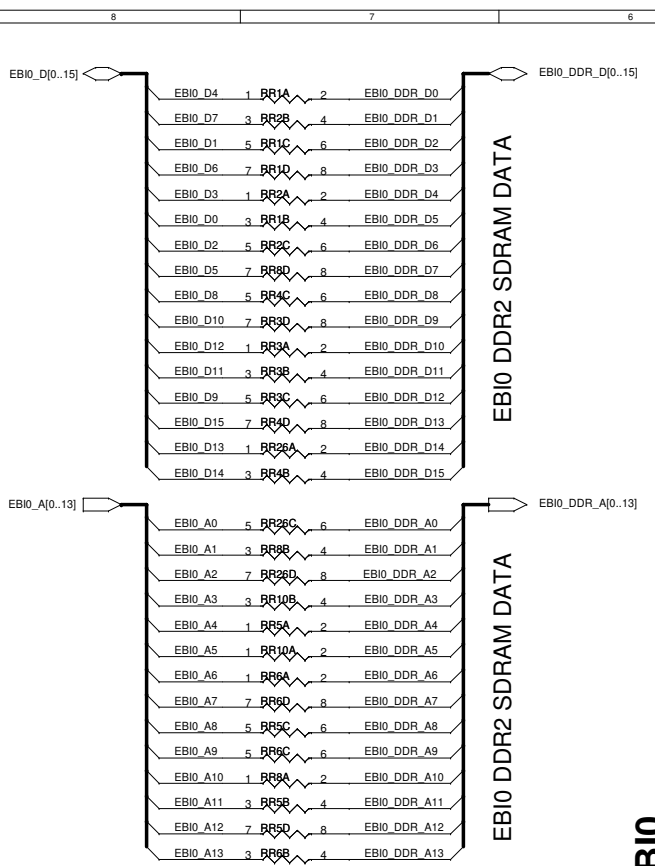 8 7 6
EBI0_D[0..15] EBI0_DDR_D[0..15]
EBI0_D4 1 RR1A 2 EBI0_DDR_D0
EBI0_D7 3 RR2B 4 EBI0_DDR_D1
EBI0_D1 5 RR1C 6 EBI0_DDR_D2
EBI0_D6 7 RR1D 8 EBI0_DDR_D3
EBI0_D3 1 RR2A 2 EBI0_DDR_D4
EBI0_D0 3 RR1B 4 EBI0_DDR_D5
EBI0_D2 5 RR2C 6 EBI0_DDR_D6
EBI0_D5 7 RR8D 8 EBI0_DDR_D7
EBI0_D8 5 RR4C 6 EBI0_DDR_D8
EBI0_D10 7 RR3D 8 EBI0_DDR_D9
EBI0_D12 1 RR3A 2 EBI0_DDR_D10
EBI0_D11 3 RR3B 4 EBI0_DDR_D11
EBI0_D9 5 RR3C 6 EBI0_DDR_D12
EBI0_D15 7 RR4D 8 EBI0_DDR_D13
EBI0_D13 1 RR26A 2 EBI0_DDR_D14
EBI0_D14 3 RR4B 4 EBI0_DDR_D15
EBI0 DDR2 SDRAM DATA
EBI0_A[0..13] EBI0_DDR_A[0..13]
EBI0_A0 5 RR26C 6 EBI0_DDR_A0
EBI0_A1 3 RR8B 4 EBI0_DDR_A1
EBI0_A2 7 RR26D 8 EBI0_DDR_A2
EBI0_A3 3 RR10B 4 EBI0_DDR_A3
EBI0_A4 1 RR5A 2 EBI0_DDR_A4
EBI0_A5 1 RR10A 2 EBI0_DDR_A5
EBI0_A6 1 RR6A 2 EBI0_DDR_A6
EBI0_A7 7 RR6D 8 EBI0_DDR_A7
EBI0_A8 5 RR5C 6 EBI0_DDR_A8
EBI0_A9 5 RR6C 6 EBI0_DDR_A9
EBI0_A10 1 RR8A 2 EBI0_DDR_A10
EBI0_A11 3 RR5B 4 EBI0_DDR_A11
EBI0_A12 7 RR5D 8 EBI0_DDR_A12
EBI0_A13 3 RR6B 4 EBI0_DDR_A13
EBI0 DDR2 SDRAM DATA